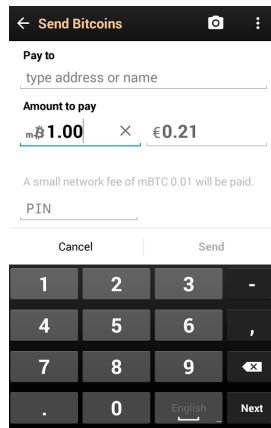 Send Bitcoins
Pay to
type address or name
Amount to pay
m₿ 1.00 × €0.21
A small network fee of mBTC 0.01 will be paid.
PIN
Cancel Send
1 2 3 -
4 5 6 ,
7 8 9
. 0 English Next